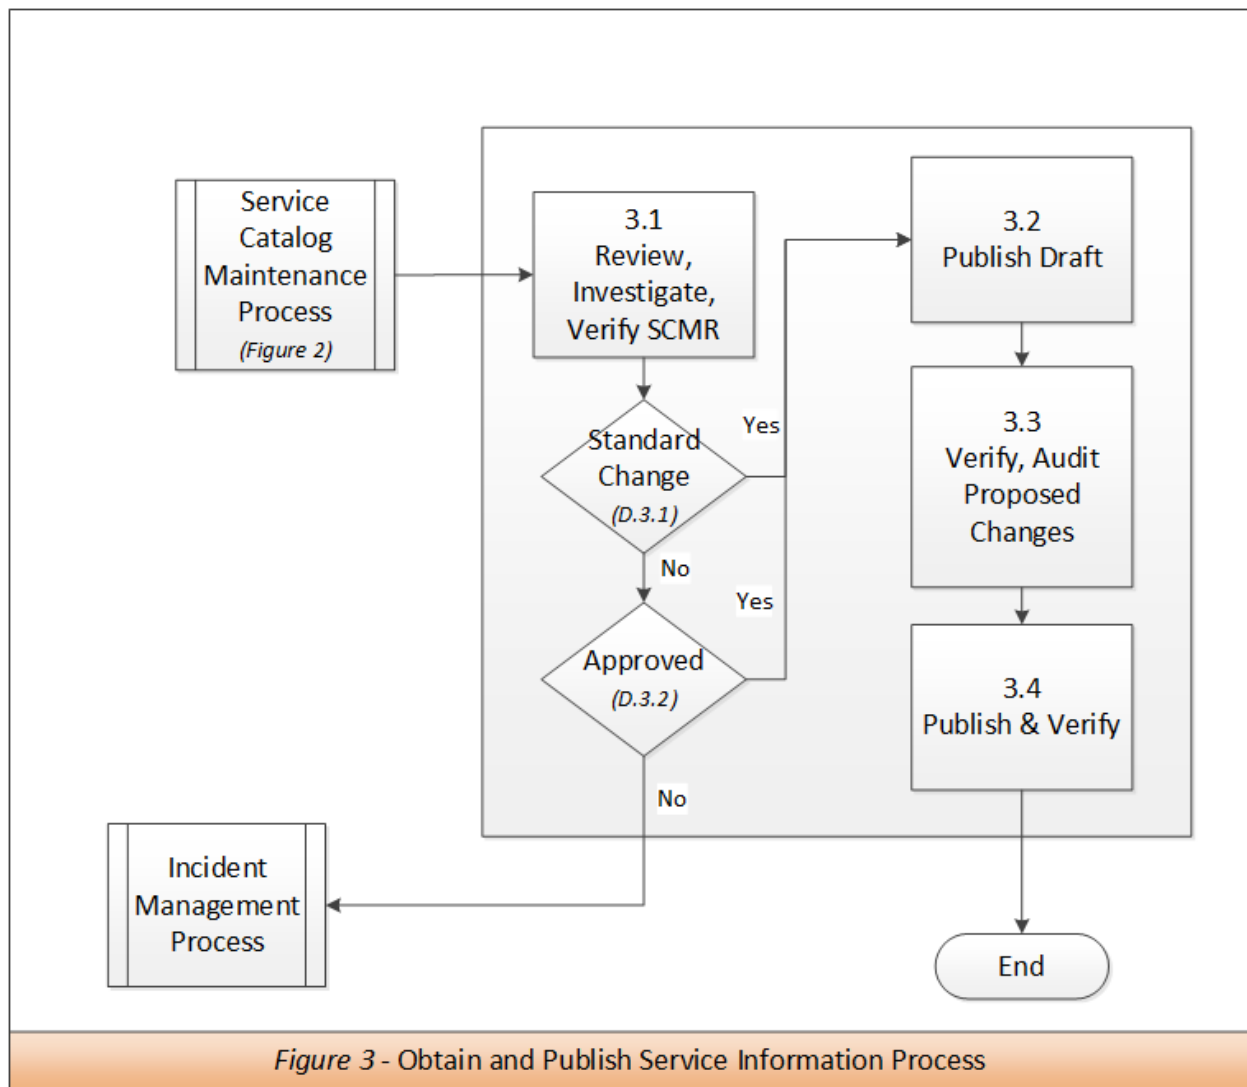 Service
Catalog
Maintenance
Process
(Figure 2)
3.1
Review,
Investigate,
Verify SCMR
Standard
Change
(D.3.1)
Yes
No
Approved
(D.3.2)
Yes
No
3.2
Publish Draft
3.3
Verify, Audit
Proposed
Changes
3.4
Publish & Verify
Incident
Management
Process
End
Figure 3 - Obtain and Publish Service Information Process